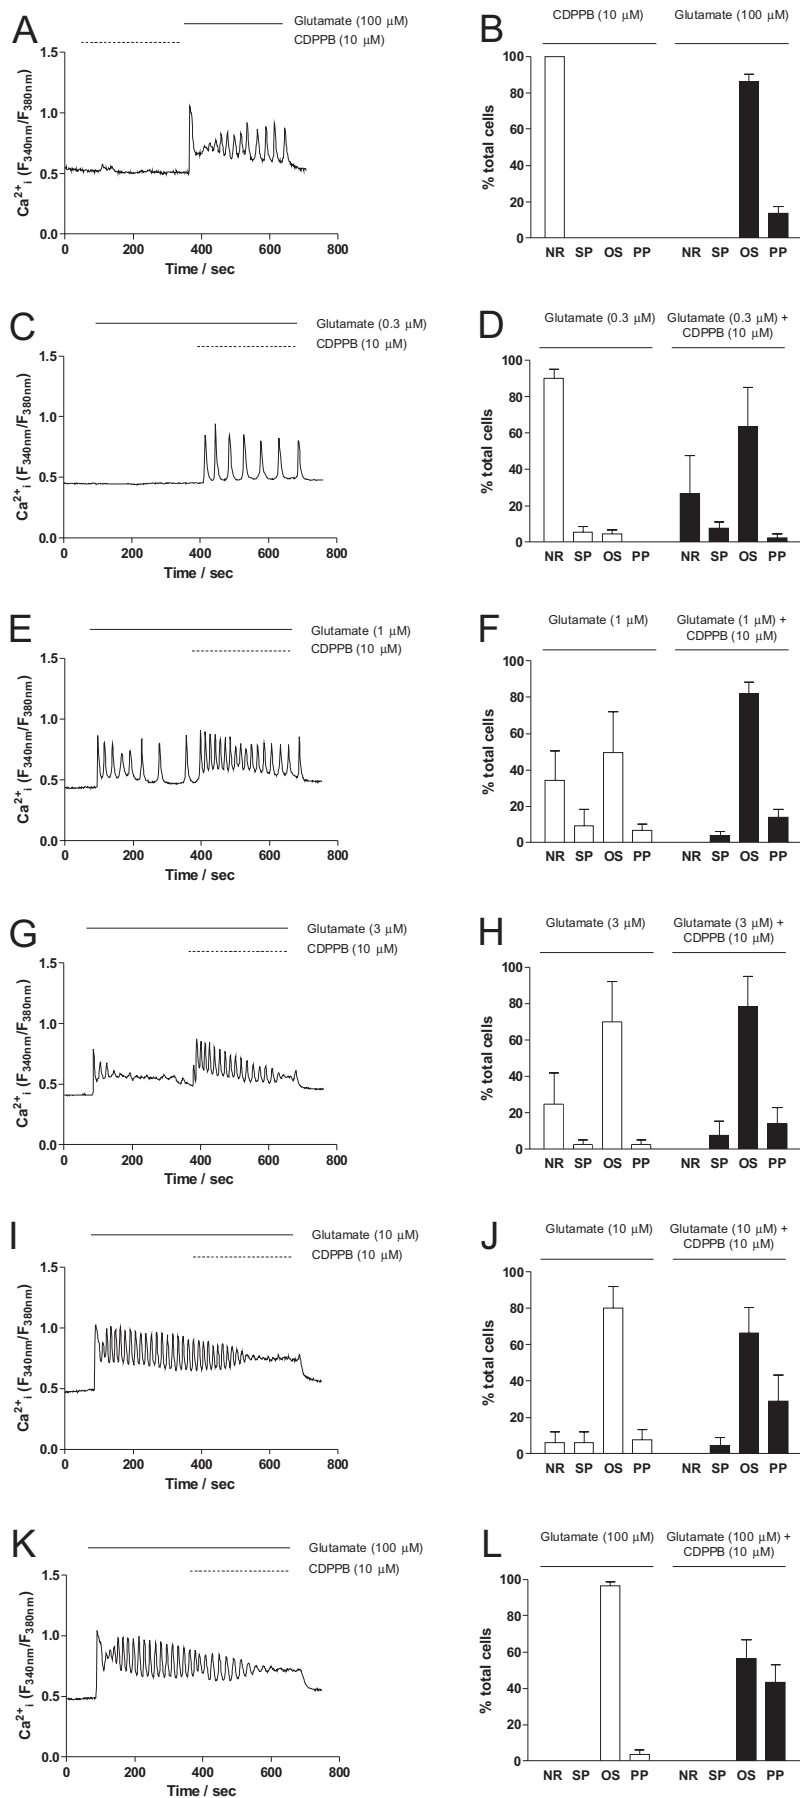 A
Glutamate (100 μM)
CDPPB (10 μM)
1.5
1.0
0.5
0.0
Ca2+i (F340nm/F380nm)
0 200 400 600 800
Time / sec
B
CDPPB (10 μM) Glutamate (100 μM)
100
80
60
40
20
0
% total cells
NR SP OS PP NR SP OS PP
C
Glutamate (0.3 μM)
CDPPB (10 μM)
1.5
1.0
0.5
0.0
Ca2+i (F340nm/F380nm)
0 200 400 600 800
Time / sec
D
Glutamate (0.3 μM) Glutamate (0.3 μM) +
CDPPB (10 μM)
100
80
60
40
20
0
% total cells
NR SP OS PP NR SP OS PP
E
Glutamate (1 μM)
CDPPB (10 μM)
1.5
1.0
0.5
0.0
Ca2+i (F340nm/F380nm)
0 200 400 600 800
Time / sec
F
Glutamate (1 μM) Glutamate (1 μM) +
CDPPB (10 μM)
100
80
60
40
20
0
% total cells
NR SP OS PP NR SP OS PP
G
Glutamate (3 μM)
CDPPB (10 μM)
1.5
1.0
0.5
0.0
Ca2+i (F340nm/F380nm)
0 200 400 600 800
Time / sec
H
Glutamate (3 μM) Glutamate (3 μM) +
CDPPB (10 μM)
100
80
60
40
20
0
% total cells
NR SP OS PP NR SP OS PP
I
Glutamate (10 μM)
CDPPB (10 μM)
1.5
1.0
0.5
0.0
Ca2+i (F340nm/F380nm)
0 200 400 600 800
Time / sec
J
Glutamate (10 μM) Glutamate (10 μM) +
CDPPB (10 μM)
100
80
60
40
20
0
% total cells
NR SP OS PP NR SP OS PP
K
Glutamate (100 μM)
CDPPB (10 μM)
1.5
1.0
0.5
0.0
Ca2+i (F340nm/F380nm)
0 200 400 600 800
Time / sec
L
Glutamate (100 μM) Glutamate (100 μM) +
CDPPB (10 μM)
100
80
60
40
20
0
% total cells
NR SP OS PP NR SP OS PP